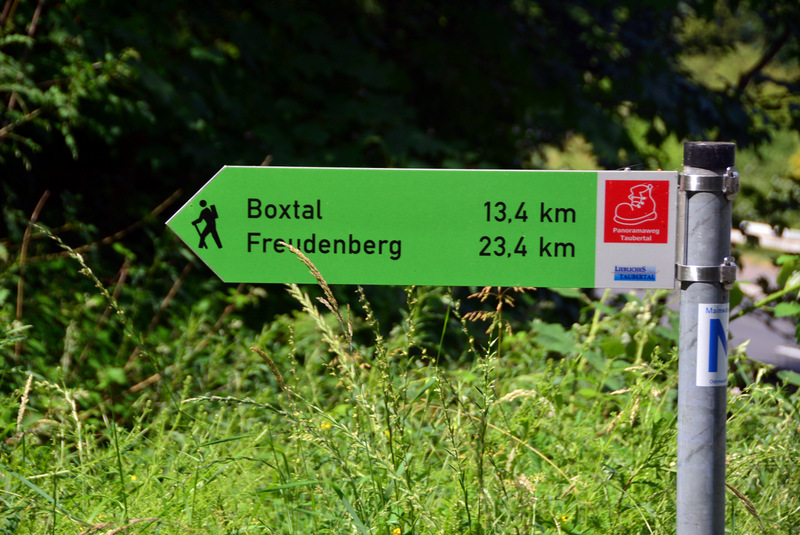 Boxtal 13,4 km
Freudenberg 23,4 km
Panoramaweg
Taubertal
LIEBLICHES
TAUBERTAL
N